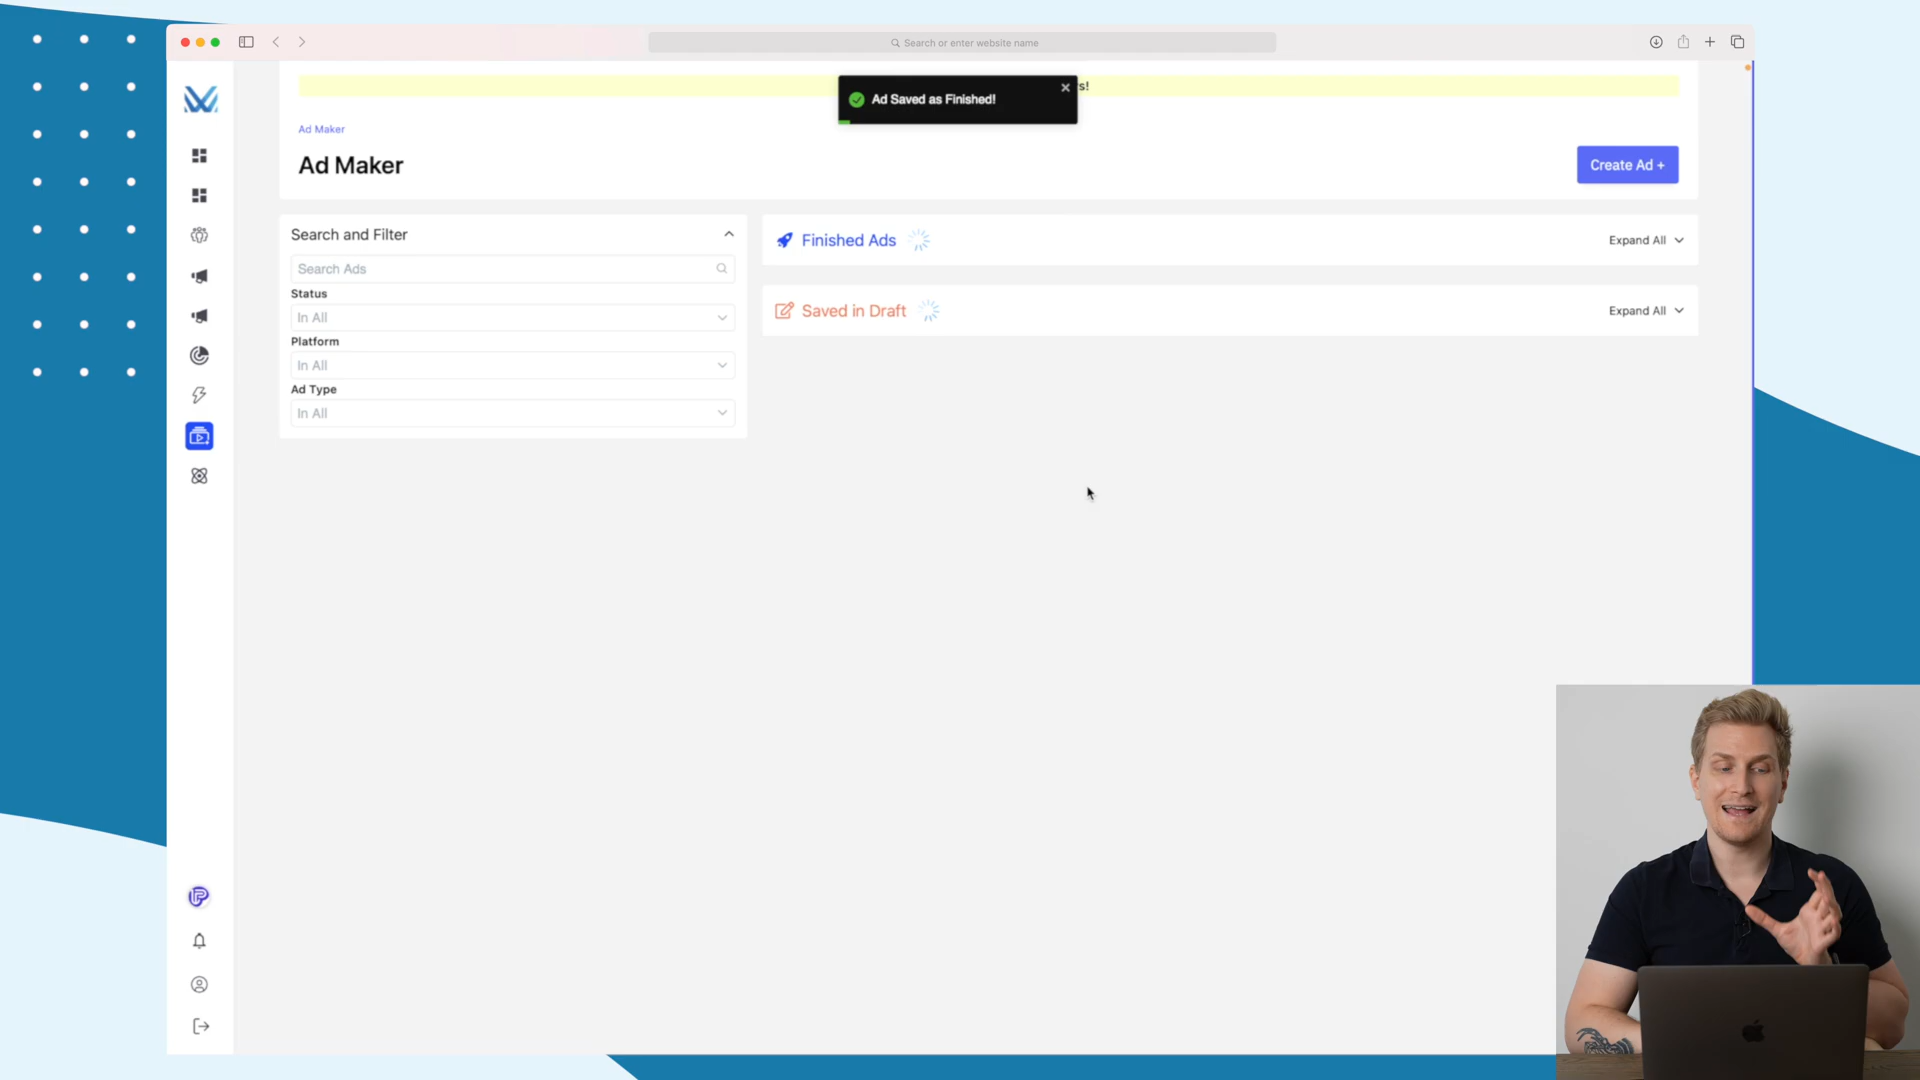 Search or enter website name
s!
Ad Saved as Finished!
Ad Maker
Ad Maker
Create Ad +
Search and Filter
Search Ads
Status
In All
Platform
In All
Ad Type
In All
Finished Ads
Expand All
Saved in Draft
Expand All